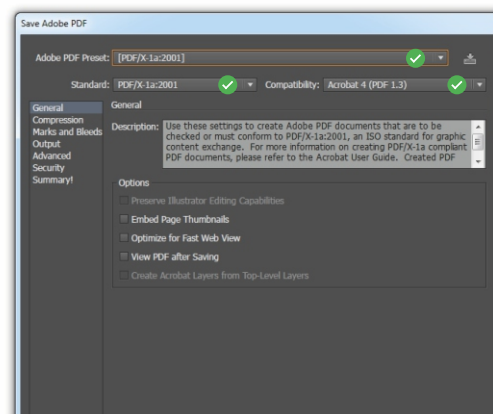 Save Adobe PDF
Adobe PDF Preset: [PDF/X-1a:2001]
Standard: PDF/X-1a:2001 Compatibility: Acrobat 4 (PDF 1.3)
General
Compression
Marks and Bleeds
Output
Advanced
Security
Summary!
General
Description: Use these settings to create Adobe PDF documents that are to be
checked or must conform to PDF/X-1a:2001, an ISO standard for graphic
content exchange. For more information on creating PDF/X-1a compliant
PDF documents, please refer to the Acrobat User Guide. Created PDF
Options
Preserve Illustrator Editing Capabilities
Embed Page Thumbnails
Optimize for Fast Web View
View PDF after Saving
Create Acrobat Layers from Top-Level Layers